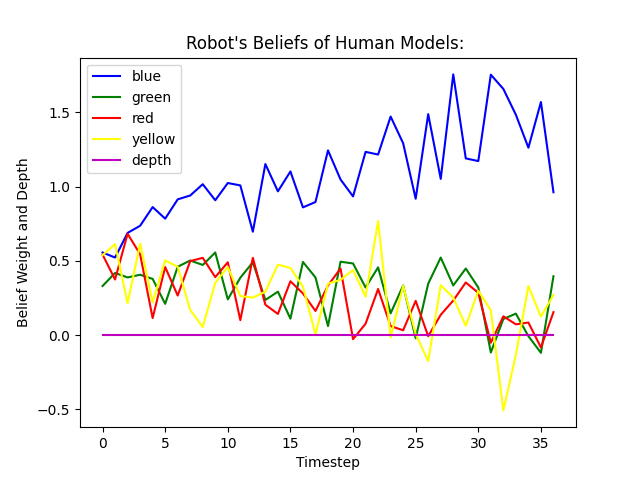 Robot's Beliefs of Human Models:
blue
green
red
yellow
depth
Belief Weight and Depth
1.5
1.0
0.5
0.0
−0.5
0 5 10 15 20 25 30 35
Timestep